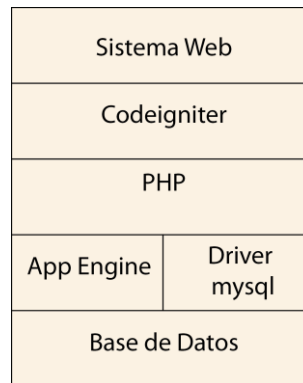 Sistema Web
Codeigniter
PHP
App Engine
Driver
mysql
Base de Datos